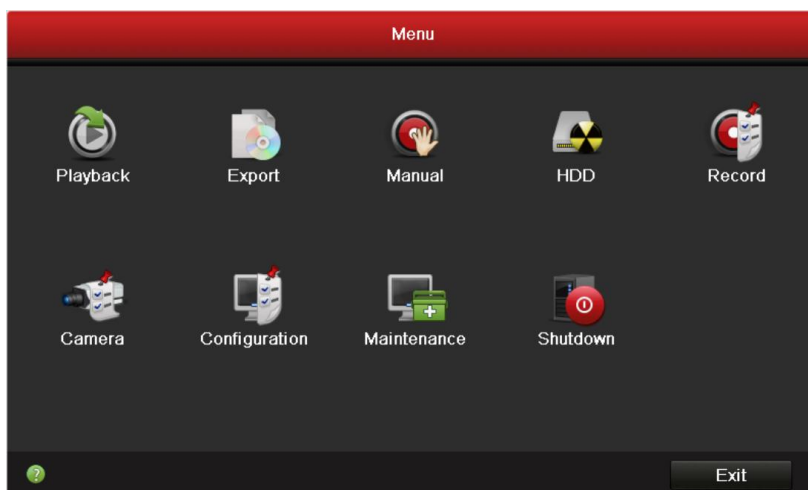 Menu
Playback
Export
Manual
HDD
Record
Camera
Configuration
Maintenance
Shutdown
?
Exit